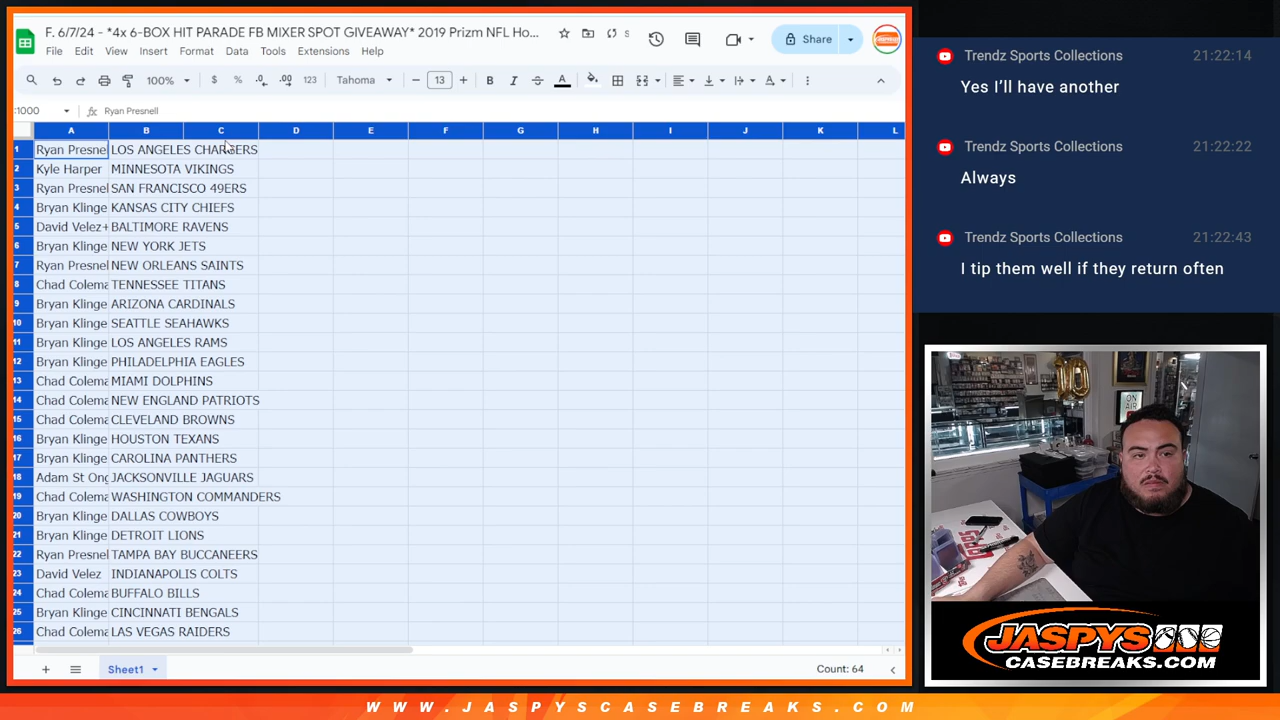 F. 6/7/24 - *4x 6-BOX HIT PARADE FB MIXER SPOT GIVEAWAY* 2019 Prizm NFL Ho...
File Edit View Insert Format Data Tools Extensions Help
Share
100% $ % .0 .00 123 Tahoma 13 B I S A
:1000 fx Ryan Presnell
A B C D E F G H I J K L
1 Ryan Presnel LOS ANGELES CHARGERS
2 Kyle Harper MINNESOTA VIKINGS
3 Ryan Presnel SAN FRANCISCO 49ERS
4 Bryan Klinge KANSAS CITY CHIEFS
5 David Velez+ BALTIMORE RAVENS
6 Bryan Klinge NEW YORK JETS
7 Ryan Presnel NEW ORLEANS SAINTS
8 Chad Colema TENNESSEE TITANS
9 Bryan Klinge ARIZONA CARDINALS
10 Bryan Klinge SEATTLE SEAHAWKS
11 Bryan Klinge LOS ANGELES RAMS
12 Bryan Klinge PHILADELPHIA EAGLES
13 Chad Colema MIAMI DOLPHINS
14 Chad Colema NEW ENGLAND PATRIOTS
15 Chad Colema CLEVELAND BROWNS
16 Bryan Klinge HOUSTON TEXANS
17 Bryan Klinge CAROLINA PANTHERS
18 Adam St Ong JACKSONVILLE JAGUARS
19 Chad Colema WASHINGTON COMMANDERS
20 Bryan Klinge DALLAS COWBOYS
21 Bryan Klinge DETROIT LIONS
22 Ryan Presnel TAMPA BAY BUCCANEERS
23 David Velez INDIANAPOLIS COLTS
24 Chad Colema BUFFALO BILLS
25 Bryan Klinge CINCINNATI BENGALS
26 Chad Colema LAS VEGAS RAIDERS
Sheet1
Count: 64
Trendz Sports Collections 21:22:14
Yes I'll have another
Trendz Sports Collections 21:22:22
Always
Trendz Sports Collections 21:22:43
I tip them well if they return often
10
ON AIR
JASPYS
CASEBREAKS.COM
WWW.JASPYSCASEBREAKS.COM